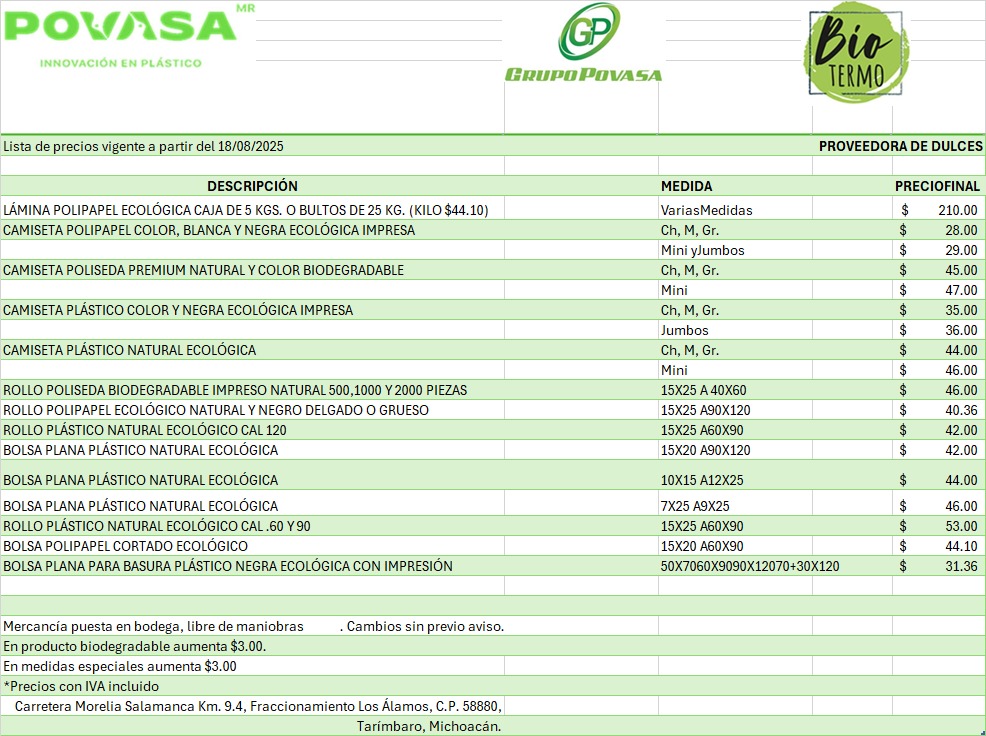 POVASA MR
INNOVACIÓN EN PLÁSTICO
GP
GRUPO POVASA
Bio
TERMO
Lista de precios vigente a partir del 18/08/2025 PROVEEDORA DE DULCES
DESCRIPCIÓN MEDIDA PRECIOFINAL
LÁMINA POLIPAPEL ECOLÓGICA CAJA DE 5 KGS. O BULTOS DE 25 KG. (KILO $44.10) VariasMedidas $ 210.00
CAMISETA POLIPAPEL COLOR, BLANCA Y NEGRA ECOLÓGICA IMPRESA Ch, M, Gr. $ 28.00
Mini yJumbos $ 29.00
CAMISETA POLISEDA PREMIUM NATURAL Y COLOR BIODEGRADABLE Ch, M, Gr. $ 45.00
Mini $ 47.00
CAMISETA PLÁSTICO COLOR Y NEGRA ECOLÓGICA IMPRESA Ch, M, Gr. $ 35.00
Jumbos $ 36.00
CAMISETA PLÁSTICO NATURAL ECOLÓGICA Ch, M, Gr. $ 44.00
Mini $ 46.00
ROLLO POLISEDA BIODEGRADABLE IMPRESO NATURAL 500,1000 Y 2000 PIEZAS 15X25 A 40X60 $ 46.00
ROLLO POLIPAPEL ECOLÓGICO NATURAL Y NEGRO DELGADO O GRUESO 15X25 A90X120 $ 40.36
ROLLO PLÁSTICO NATURAL ECOLÓGICO CAL 120 15X25 A60X90 $ 42.00
BOLSA PLANA PLÁSTICO NATURAL ECOLÓGICA 15X20 A90X120 $ 42.00
BOLSA PLANA PLÁSTICO NATURAL ECOLÓGICA 10X15 A12X25 $ 44.00
BOLSA PLANA PLÁSTICO NATURAL ECOLÓGICA 7X25 A9X25 $ 46.00
ROLLO PLÁSTICO NATURAL ECOLÓGICO CAL .60 Y 90 15X25 A60X90 $ 53.00
BOLSA POLIPAPEL CORTADO ECOLÓGICO 15X20 A60X90 $ 44.10
BOLSA PLANA PARA BASURA PLÁSTICO NEGRA ECOLÓGICA CON IMPRESIÓN 50X7060X9090X12070+30X120 $ 31.36
Mercancía puesta en bodega, libre de maniobras . Cambios sin previo aviso.
En producto biodegradable aumenta $3.00.
En medidas especiales aumenta $3.00
*Precios con IVA incluido
Carretera Morelia Salamanca Km. 9.4, Fraccionamiento Los Álamos, C.P. 58880,
Tarímbaro, Michoacán.